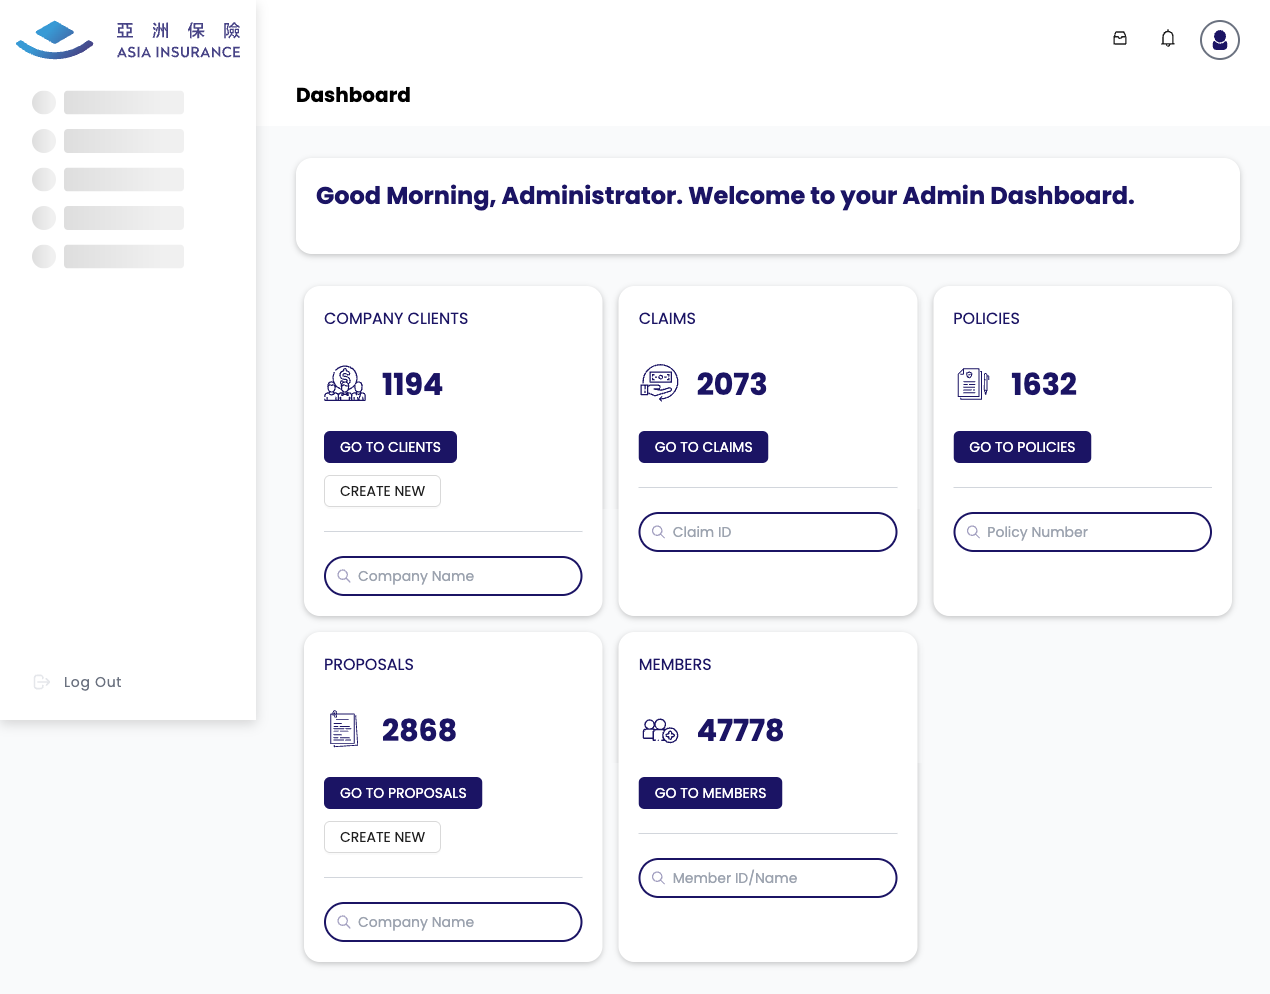 亞洲保險
ASIA INSURANCE
Dashboard
Good Morning, Administrator. Welcome to your Admin Dashboard.
COMPANY CLIENTS
1194
GO TO CLIENTS
CREATE NEW
Company Name
CLAIMS
2073
GO TO CLAIMS
Claim ID
POLICIES
1632
GO TO POLICIES
Policy Number
PROPOSALS
2868
GO TO PROPOSALS
CREATE NEW
Company Name
MEMBERS
47778
GO TO MEMBERS
Member ID/Name
Log Out